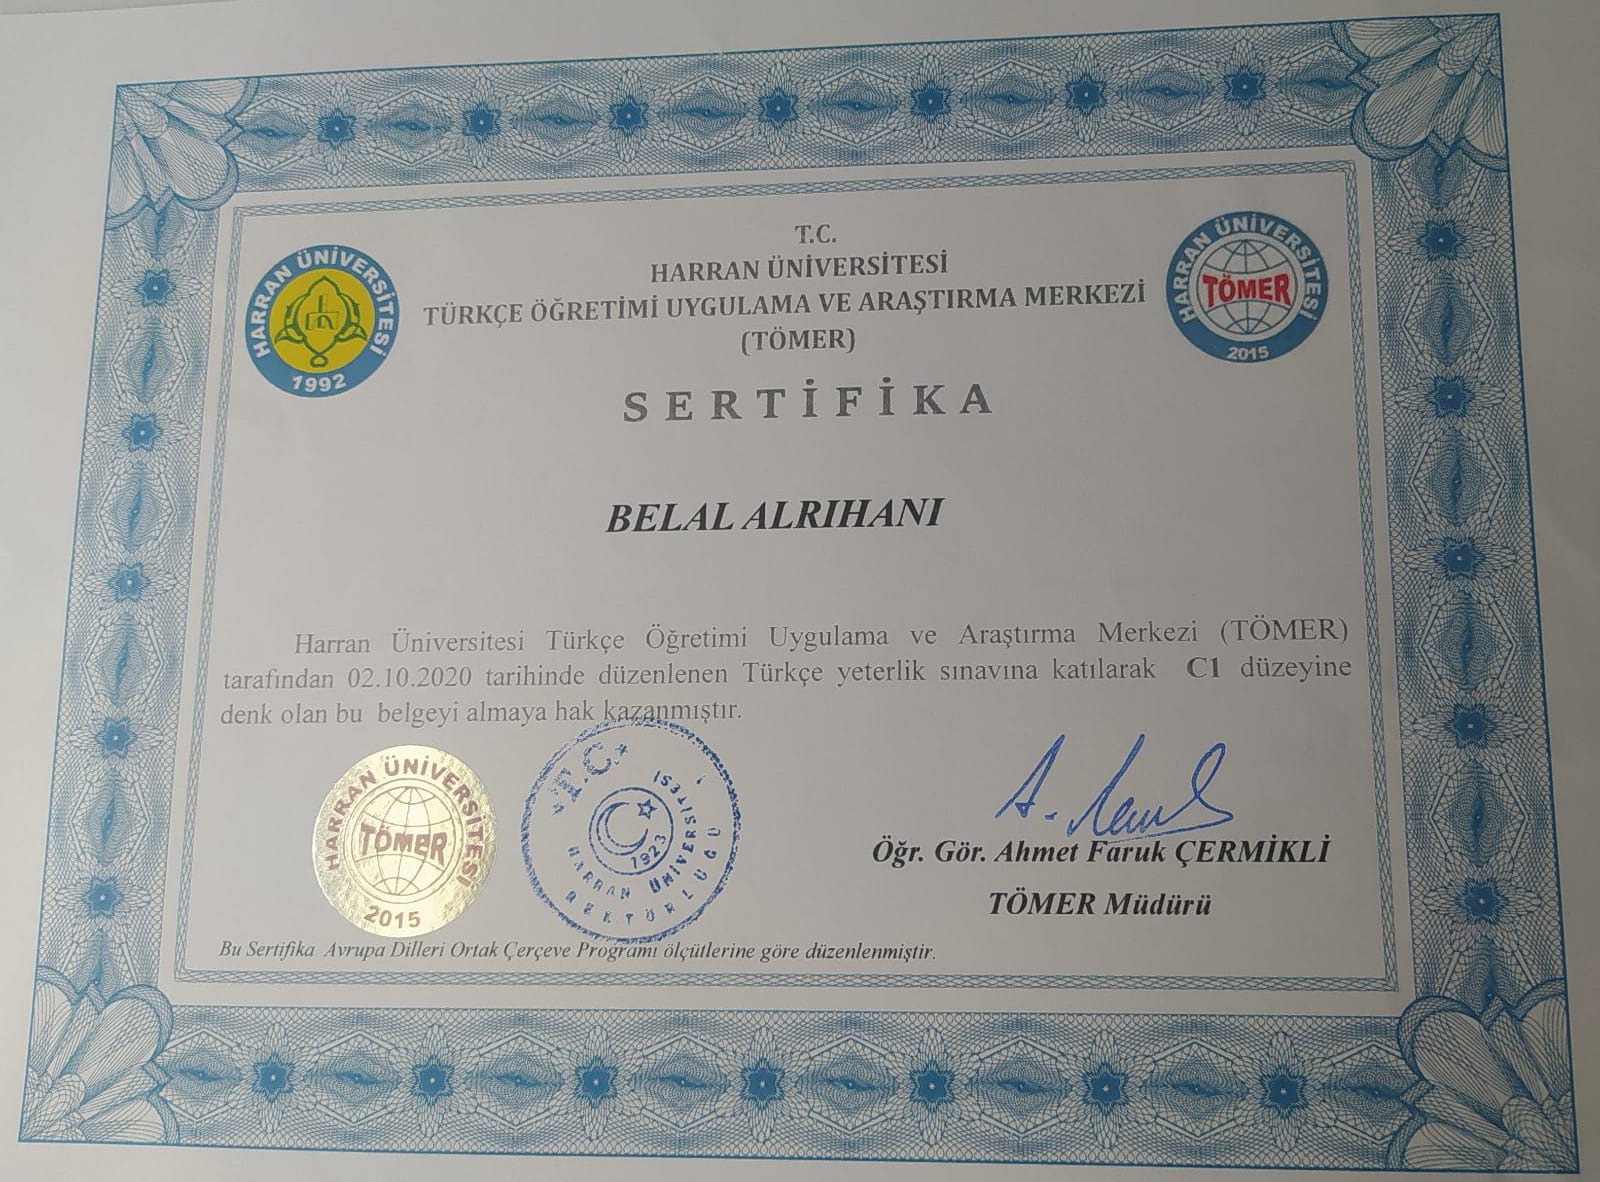 HARRAN ÜNİVERSİTESİ
1992
T.C.
HARRAN ÜNİVERSİTESİ
TÜRKÇE ÖĞRETİMİ UYGULAMA VE ARAŞTIRMA MERKEZİ
(TÖMER)
HARRAN ÜNİVERSİTESİ
TÖMER
2015
SERTİFİKA
BELAL ALRIHANI
Harran Üniversitesi Türkçe Öğretimi Uygulama ve Araştırma Merkezi (TÖMER)
tarafından 02.10.2020 tarihinde düzenlenen Türkçe yeterlik sınavına katılarak C1 düzeyine
denk olan bu belgeyi almaya hak kazanmıştır.
HARRAN ÜNİVERSİTESİ
TÖMER
2015
T.C.
HARRAN ÜNİVERSİTESİ
REKTÖRLÜĞÜ
1923
Öğr. Gör. Ahmet Faruk ÇERMİKLİ
TÖMER Müdürü
Bu Sertifika Avrupa Dilleri Ortak Çerçeve Programı ölçütlerine göre düzenlenmiştir.